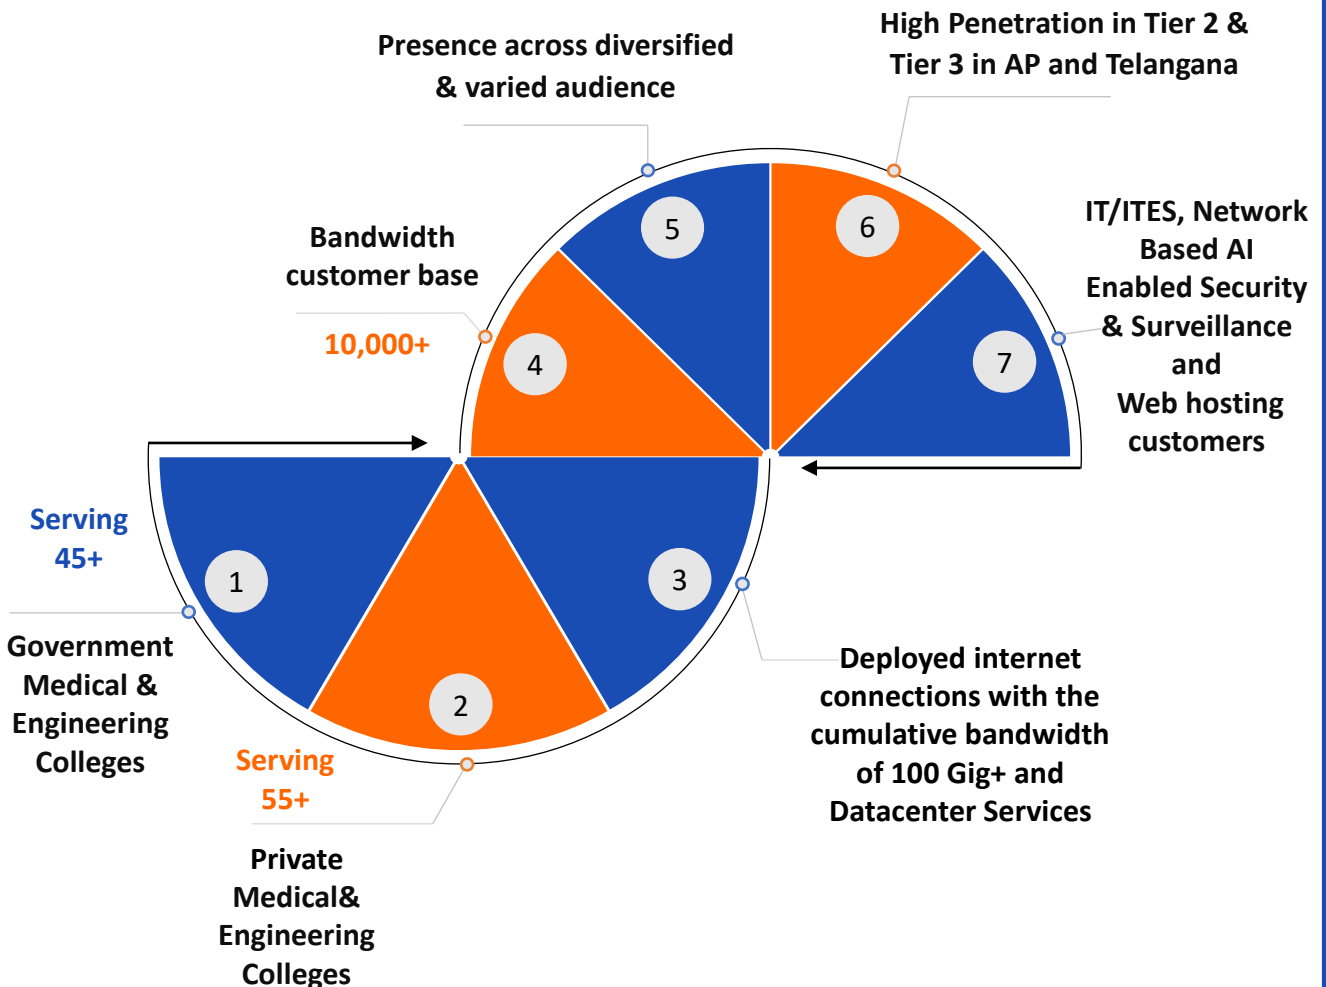 Presence across diversified
& varied audience
High Penetration in Tier 2 &
Tier 3 in AP and Telangana
Bandwidth
customer base
10,000+
IT/ITES, Network
Based AI
Enabled Security
& Surveillance
and
Web hosting
customers
5
6
4
7
Serving
45+
Government
Medical &
Engineering
Colleges
1
2
3
Serving
55+
Private
Medical&
Engineering
Colleges
Deployed internet
connections with the
cumulative bandwidth
of 100 Gig+ and
Datacenter Services